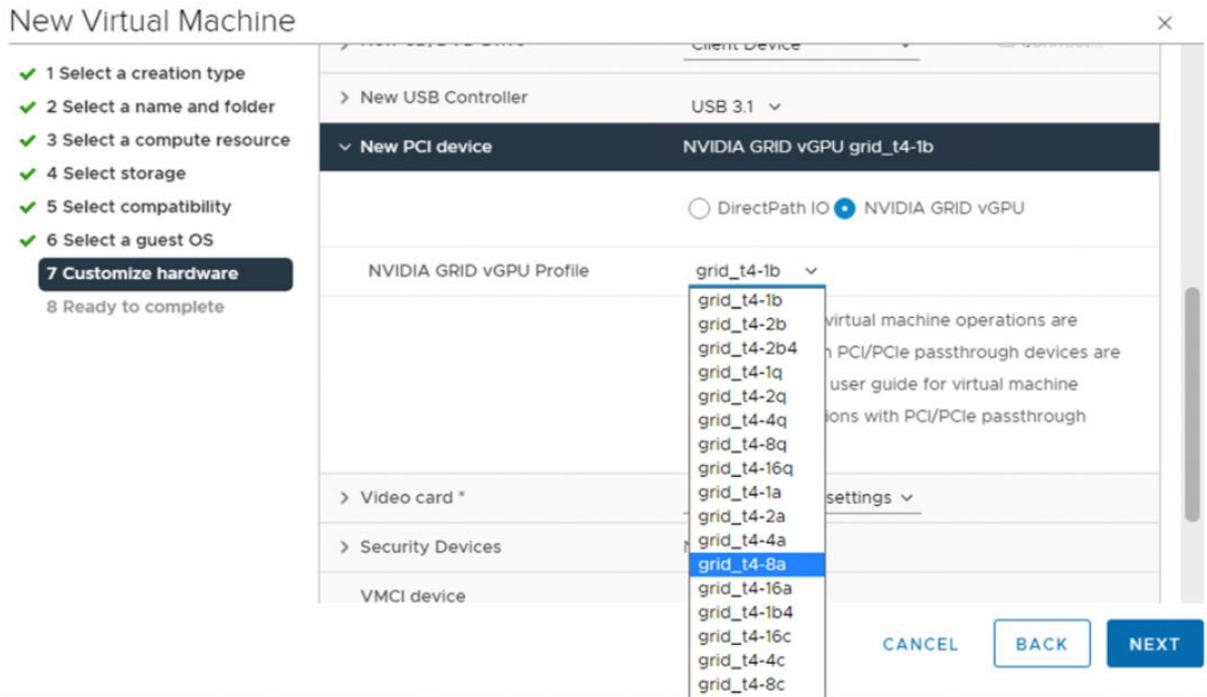 New Virtual Machine
1 Select a creation type
2 Select a name and folder
3 Select a compute resource
4 Select storage
5 Select compatibility
6 Select a guest OS
7 Customize hardware
8 Ready to complete
Client Device
New USB Controller
USB 3.1
New PCI device
NVIDIA GRID vGPU grid_t4-1b
DirectPath IO
NVIDIA GRID vGPU
NVIDIA GRID vGPU Profile
grid_t4-1b
grid_t4-1b
grid_t4-2b
grid_t4-2b4
grid_t4-1q
grid_t4-2q
grid_t4-4q
grid_t4-8q
grid_t4-16q
grid_t4-1a
grid_t4-2a
grid_t4-4a
grid_t4-8a
grid_t4-16a
grid_t4-1b4
grid_t4-16c
grid_t4-4c
grid_t4-8c
virtual machine operations are
PCI/PCIe passthrough devices are
user guide for virtual machine
ions with PCI/PCIe passthrough
Video card *
settings
Security Devices
VMCI device
CANCEL
BACK
NEXT